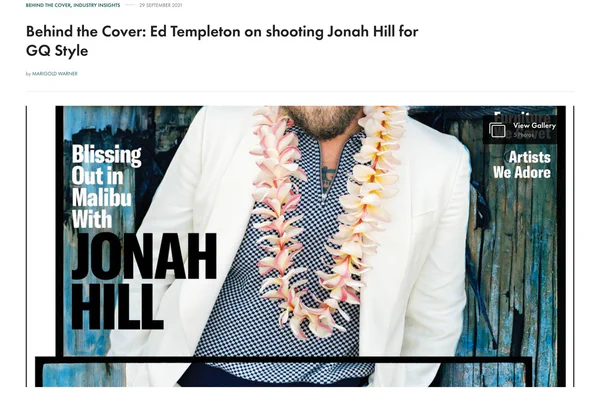 BEHIND THE COVER, INDUSTRY INSIGHTS — 29 SEPTEMBER 2021
Behind the Cover: Ed Templeton on shooting Jonah Hill for
GQ Style
by MARIGOLD WARNER
View Gallery
3 Photos
Blissing
Out in
Malibu
With
JONAH
HILL
Artists
We Adore